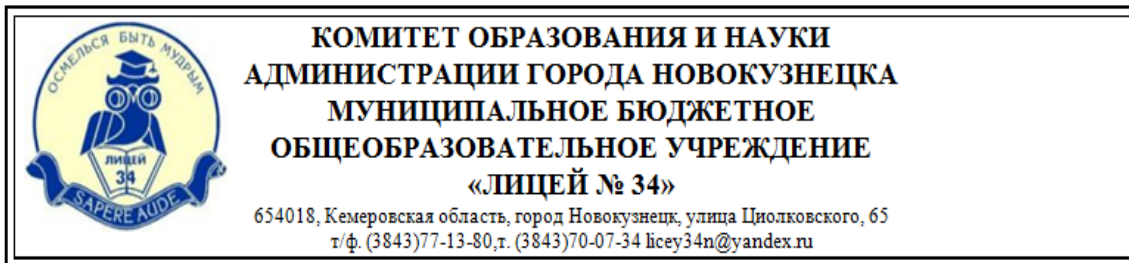 ОСМЕЛЬСЯ БЫТЬ МУДРЫМ
ЛИЦЕЙ
34
SAPERE AUDE
КОМИТЕТ ОБРАЗОВАНИЯ И НАУКИ
АДМИНИСТРАЦИИ ГОРОДА НОВОКУЗНЕЦКА
МУНИЦИПАЛЬНОЕ БЮДЖЕТНОЕ
ОБЩЕОБРАЗОВАТЕЛЬНОЕ УЧРЕЖДЕНИЕ
«ЛИЦЕЙ № 34»
654018, Кемеровская область, город Новокузнецк, улица Циолковского, 65
т/ф. (3843)77-13-80,т. (3843)70-07-34 licey34n@yandex.ru